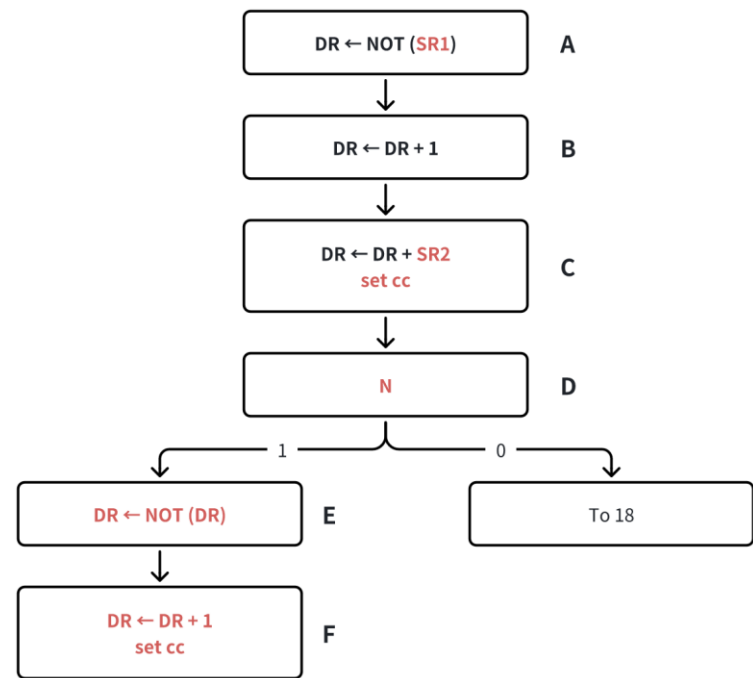 DR ← NOT (SR1)
A
DR ← DR + 1
B
DR ← DR + SR2
set cc
C
N
D
1
0
DR ← NOT (DR)
E
To 18
DR ← DR + 1
set cc
F